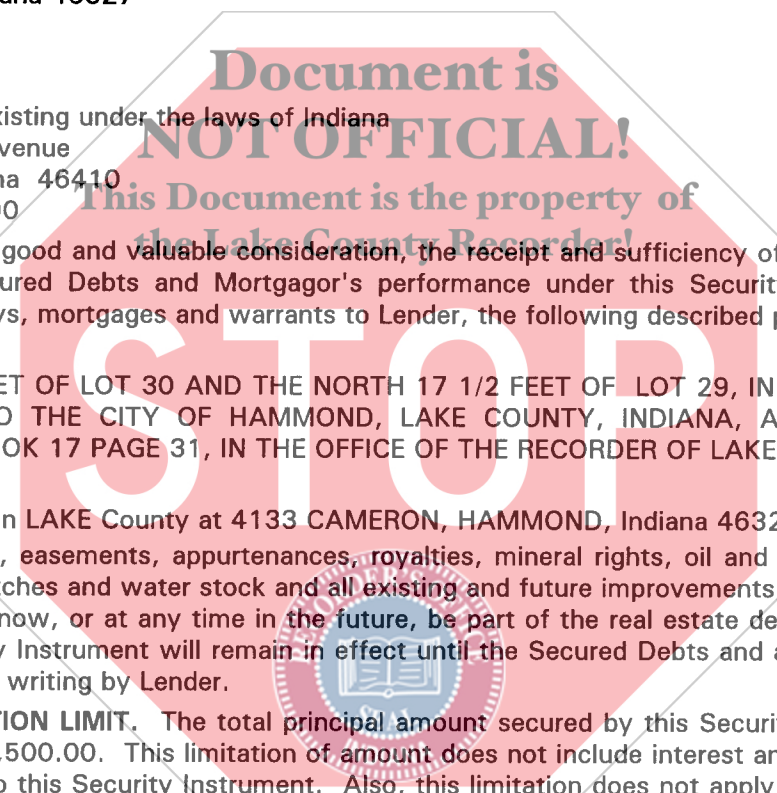 Document is
existing under the laws of Indiana
NOT OFFICIAL!
venue
na 46410
This Document is the property of
0
the Lake County Recorder!
good and valuable consideration, the receipt and sufficiency of
ured Debts and Mortgagor's performance under this Securit
ys, mortgages and warrants to Lender, the following described p
STOP
ET OF LOT 30 AND THE NORTH 17 1/2 FEET OF LOT 29, IN
O THE CITY OF HAMMOND, LAKE COUNTY, INDIANA, A
OK 17 PAGE 31, IN THE OFFICE OF THE RECORDER OF LAKE
n LAKE County at 4133 CAMERON, HAMMOND, Indiana 4632
, easements, appurtenances, royalties, mineral rights, oil and
tches and water stock and all existing and future improvements,
now, or at any time in the future, be part of the real estate de
y Instrument will remain in effect until the Secured Debts and a
writing by Lender.
SEAL
TION LIMIT. The total principal amount secured by this Securit
,500.00. This limitation of amount does not include interest an
o this Security Instrument. Also, this limitation does not apply